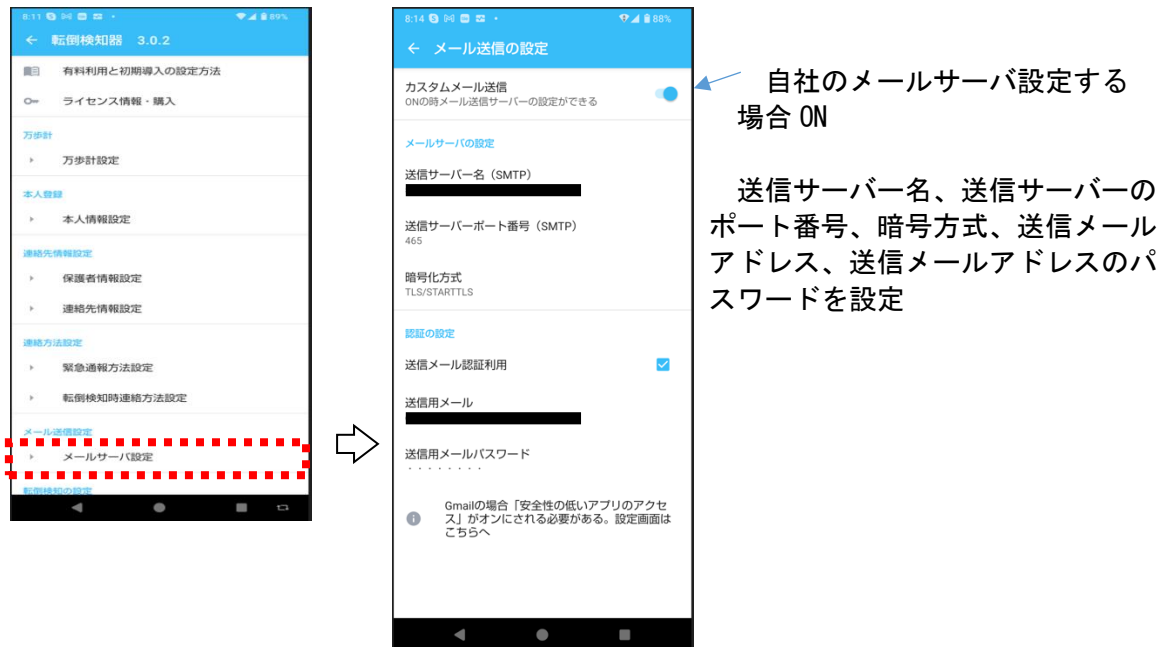 8:11
89%
← 転倒検知器 3.0.2
有料利用と初期導入の設定方法
ライセンス情報・購入
万歩計
万歩計設定
本人登録
本人情報設定
連絡先情報設定
保護者情報設定
連絡先情報設定
連絡方法設定
緊急通報方法設定
転倒検知時連絡方法設定
メール送信設定
メールサーバ設定
転倒検知の設定
8:14
88%
← メール送信の設定
カスタムメール送信
ONの時メール送信サーバーの設定ができる
メールサーバの設定
送信サーバー名（SMTP）
送信サーバーポート番号（SMTP）
465
暗号化方式
TLS/STARTTLS
認証の設定
送信メール認証利用
送信用メール
送信用メールパスワード
・・・・・・・・
Gmailの場合「安全性の低いアプリのアクセ
ス」がオンにされる必要がある。設定画面は
こちらへ
自社のメールサーバ設定する
場合 ON
送信サーバー名、送信サーバーの
ポート番号、暗号方式、送信メール
アドレス、送信メールアドレスのパ
スワードを設定